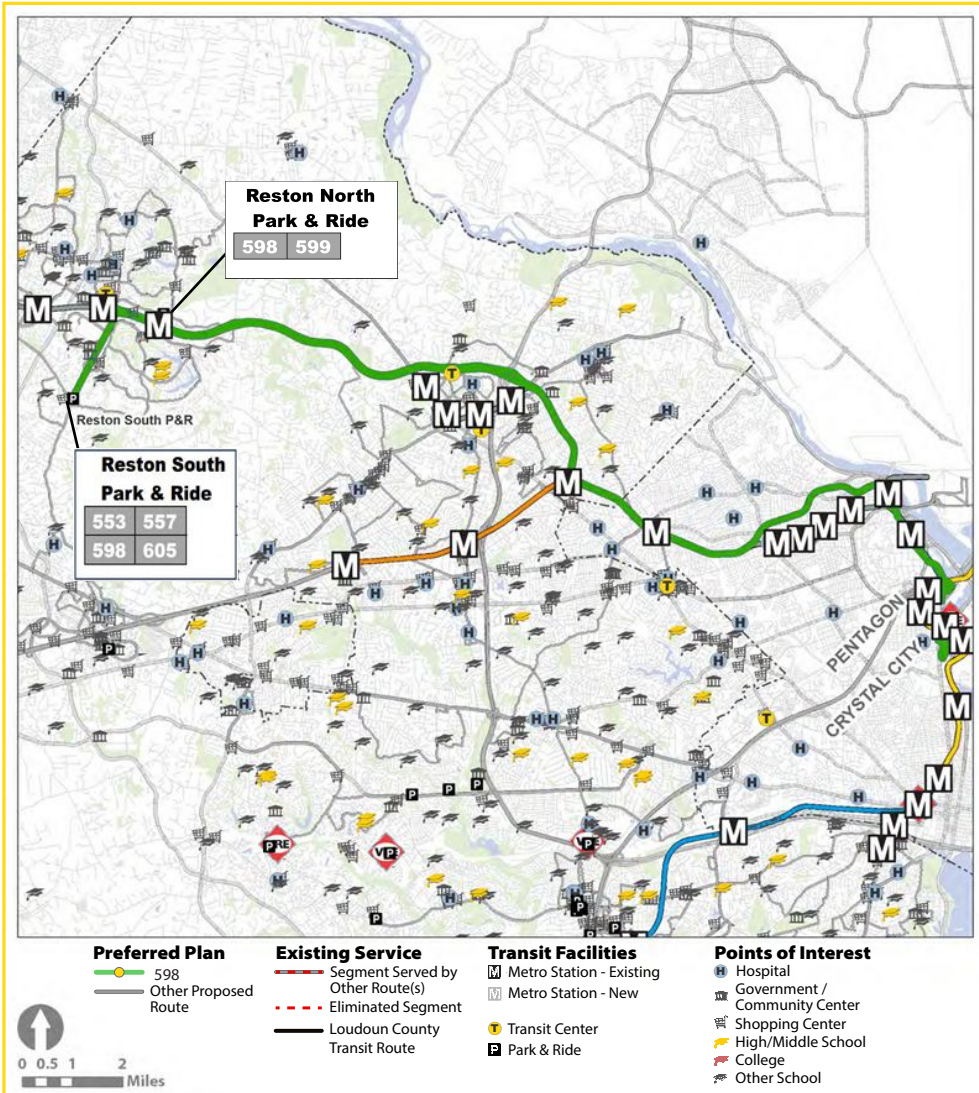 Reston North
Park & Ride
598 599
Reston South P&R
Reston South
Park & Ride
553 557
598 605
PENTAGON
CRYSTAL CITY
Preferred Plan
598
Other Proposed
Route
Existing Service
Segment Served by
Other Route(s)
Eliminated Segment
Loudoun County
Transit Route
Transit Facilities
Metro Station - Existing
Metro Station - New
Transit Center
Park & Ride
Points of Interest
Hospital
Government /
Community Center
Shopping Center
High/Middle School
College
Other School
0 0.5 1 2
Miles